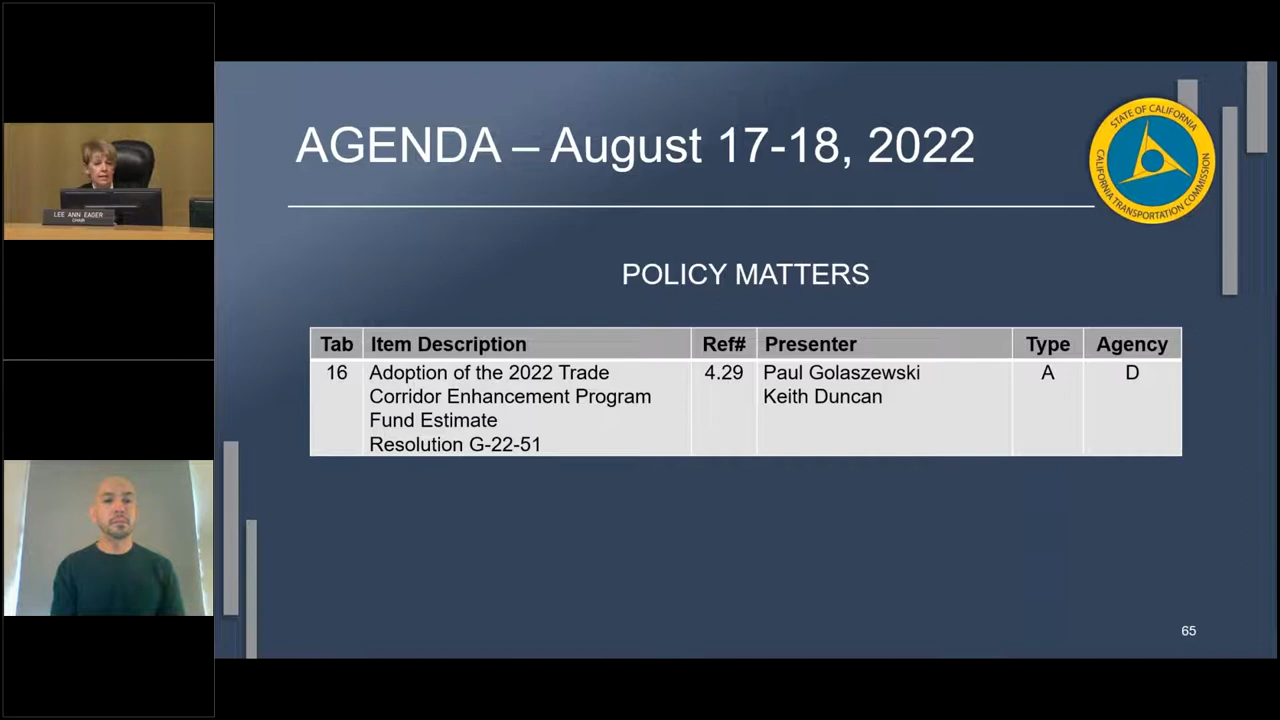 AGENDA – August 17-18, 2022
STATE OF CALIFORNIA
CALIFORNIA TRANSPORTATION COMMISSION
LEE ANN EAGER
CHAIR
POLICY MATTERS
Tab Item Description Ref# Presenter Type Agency
16 Adoption of the 2022 Trade 4.29 Paul Golaszewski A D
Corridor Enhancement Program Keith Duncan
Fund Estimate
Resolution G-22-51
65